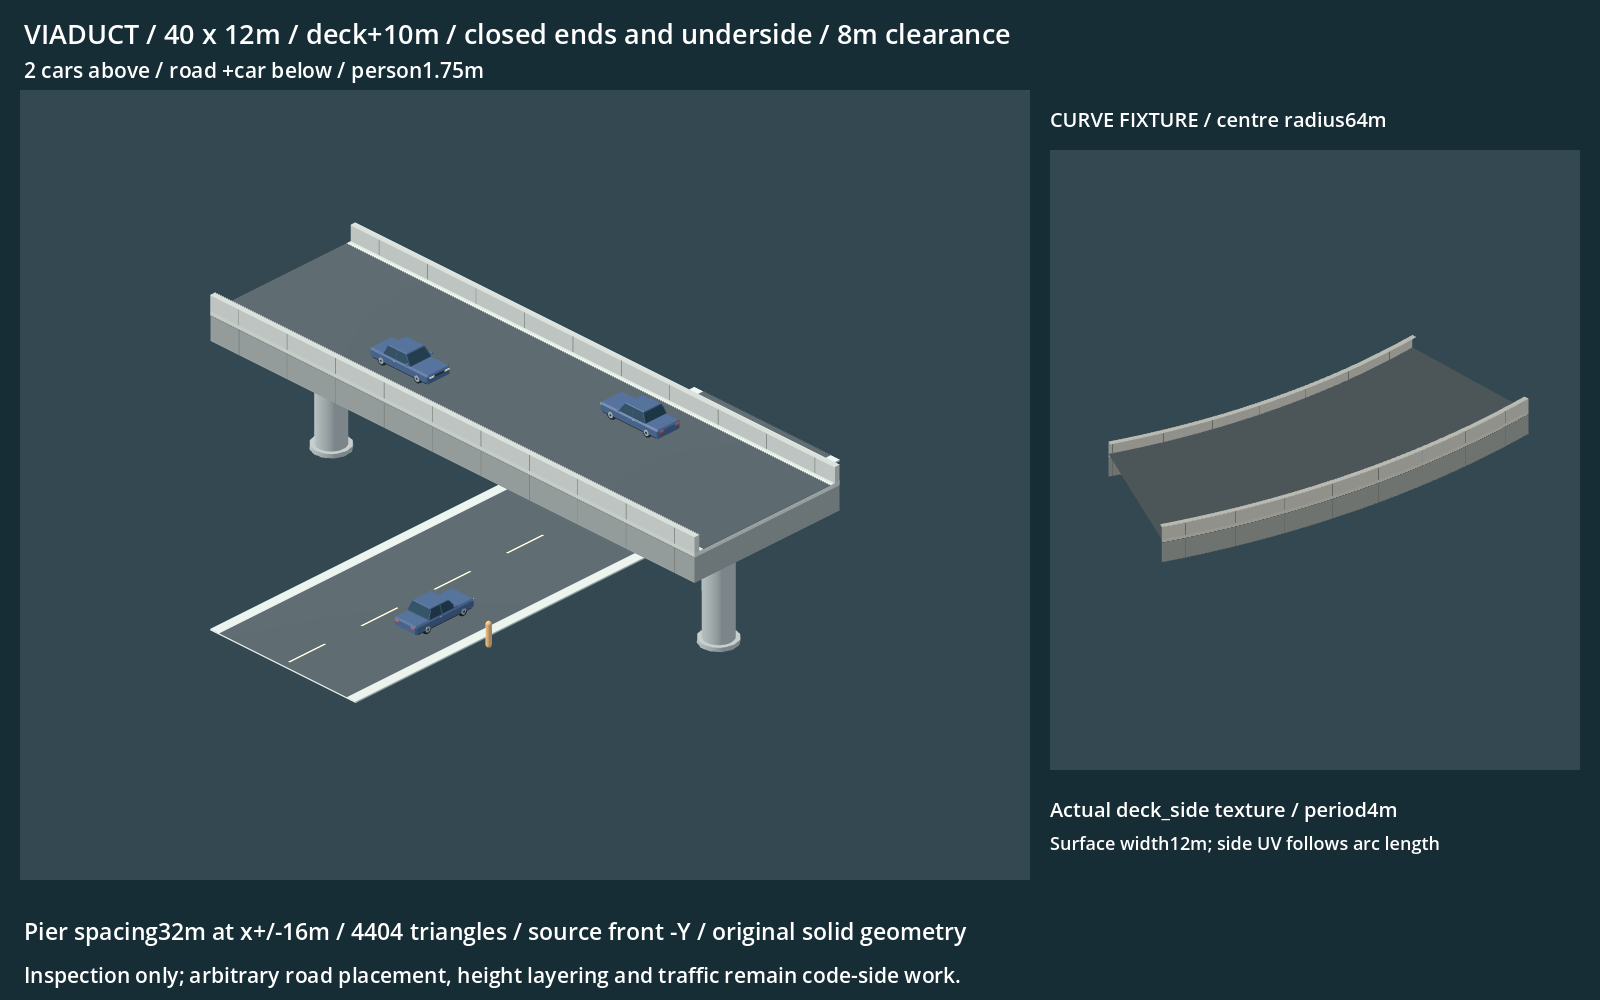 VIADUCT / 40 x 12m / deck+10m / closed ends and underside / 8m clearance
2 cars above / road +car below / person1.75m
CURVE FIXTURE / centre radius64m
Actual deck_side texture / period4m
Surface width12m; side UV follows arc length
Pier spacing32m at x+/-16m / 4404 triangles / source front -Y / original solid geometry
Inspection only; arbitrary road placement, height layering and traffic remain code-side work.